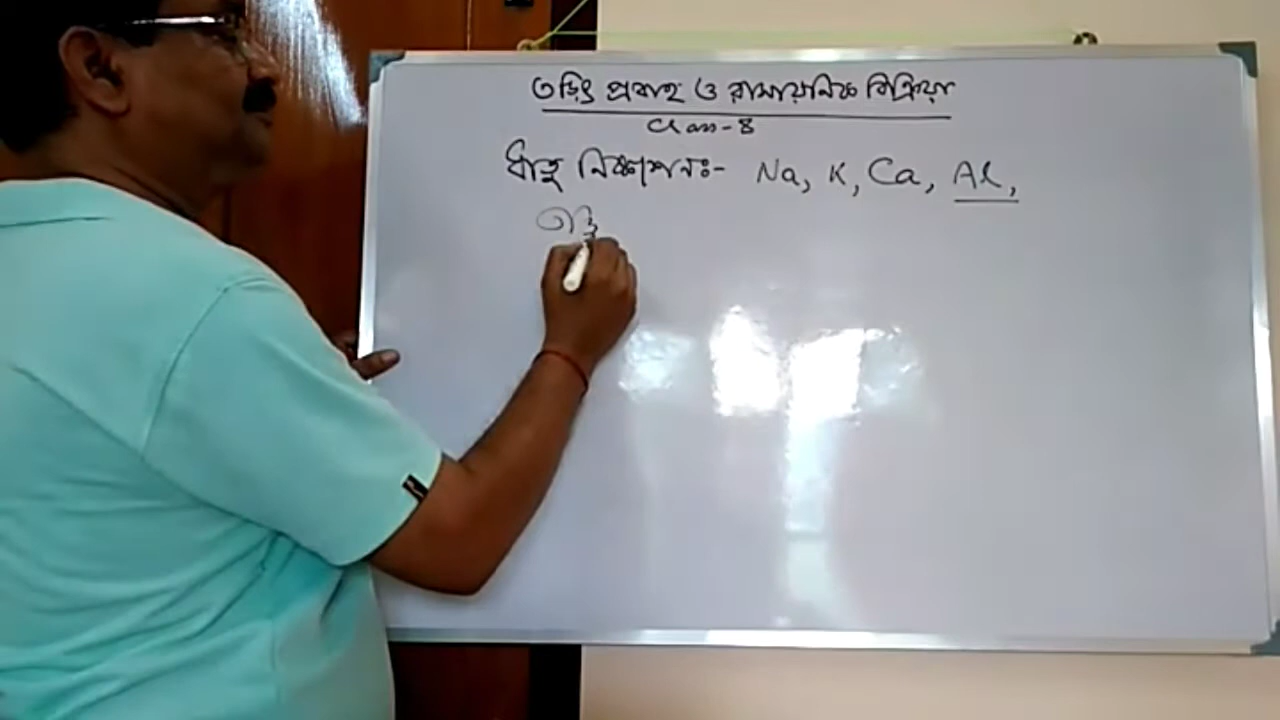 তড়িৎ প্রবাহ ও রাসায়নিক বিক্রিয়া
Class-8
ধাতু নিষ্কাশনঃ- Na, K, Ca, Al,